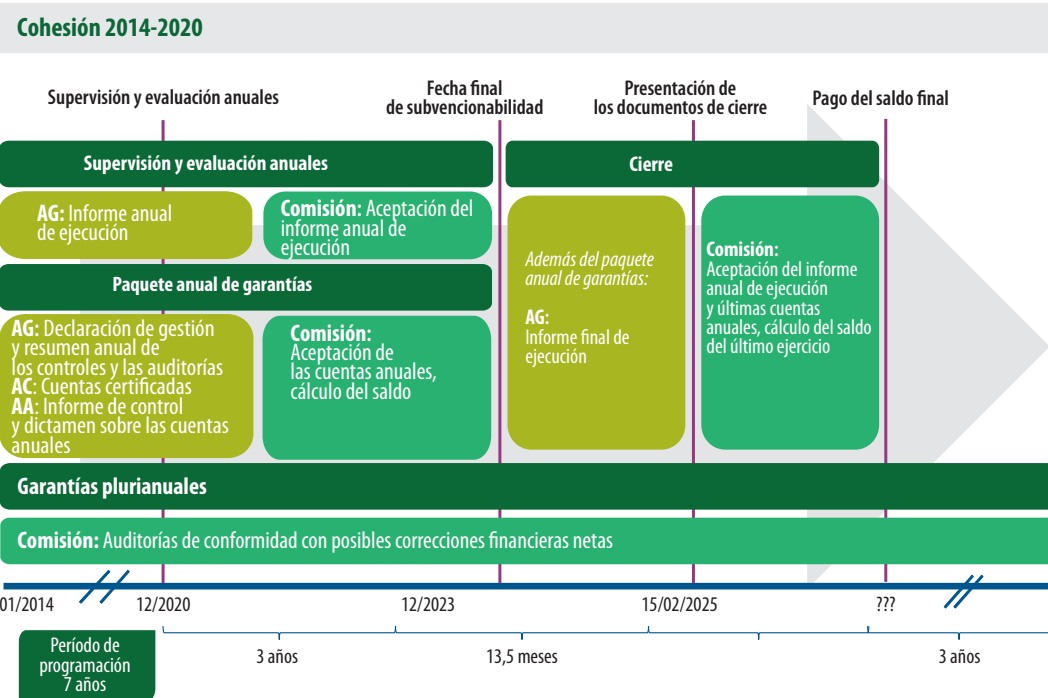 Cohesión 2014-2020
Supervisión y evaluación anuales
Fecha final
de subvencionabilidad
Presentación de
los documentos de cierre
Pago del saldo final
Supervisión y evaluación anuales
Cierre
AG: Informe anual
de ejecución
Comisión: Aceptación del
informe anual de
ejecución
Paquete anual de garantías
AG: Declaración de gestión
y resumen anual de
los controles y las auditorías
AC: Cuentas certificadas
AA: Informe de control
y dictamen sobre las cuentas
anuales
Comisión:
Aceptación de
las cuentas anuales,
cálculo del saldo
Además del paquete
anual de garantías:
AG:
Informe final de
ejecución
Comisión:
Aceptación del informe
anual de ejecución
y últimas cuentas
anuales, cálculo del saldo
del último ejercicio
Garantías plurianuales
Comisión: Auditorías de conformidad con posibles correcciones financieras netas
01/2014
12/2020
12/2023
15/02/2025
???
Período de
programación
7 años
3 años
13,5 meses
3 años